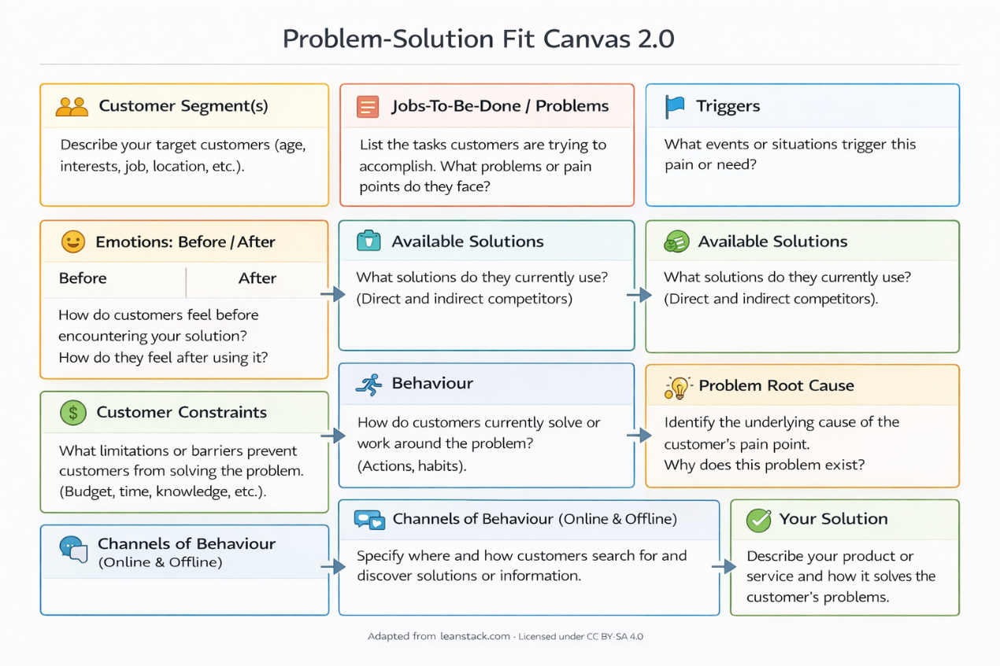 Problem-Solution Fit Canvas 2.0
Customer Segment(s)
Describe your target customers (age,
interests, job, location, etc.).
Jobs-To-Be-Done / Problems
List the tasks customers are trying to
accomplish. What problems or pain
points do they face?
Triggers
What events or situations trigger this
pain or need?
Emotions: Before / After
Before
After
How do customers feel before
encountering your solution?
How do they feel after using it?
Available Solutions
What solutions do they currently use?
(Direct and indirect competitors)
Available Solutions
What solutions do they currently use?
(Direct and indirect competitors).
Customer Constraints
What limitations or barriers prevent
customers from solving the problem.
(Budget, time, knowledge, etc.).
Behaviour
How do customers currently solve or
work around the problem?
(Actions, habits).
Problem Root Cause
Identify the underlying cause of the
customer's pain point.
Why does this problem exist?
Channels of Behaviour
(Online & Offline)
Channels of Behaviour (Online & Offline)
Specify where and how customers search for and
discover solutions or information.
Your Solution
Describe your product or
service and how it solves the
customer's problems.
Adapted from leanstack.com - Licensed under CC BY-SA 4.0